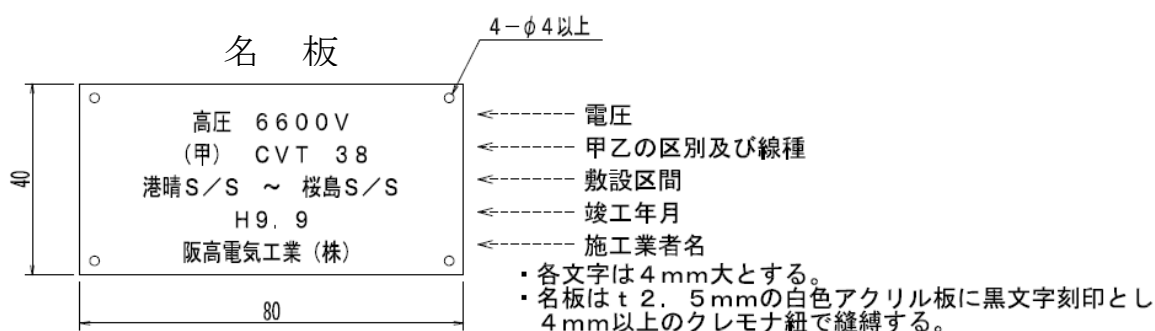 4－φ4以上
名　板
高圧　6600V
(甲)　CVT　38
港晴S／S　～　桜島S／S
H9．9
阪高電気工業（株）
40
80
電圧
甲乙の区別及び線種
敷設区間
竣工年月
施工業者名
・各文字は4mm大とする。
・名板はt2．5mmの白色アクリル板に黒文字刻印とし
4mm以上のクレモナ紐で縫縛する。